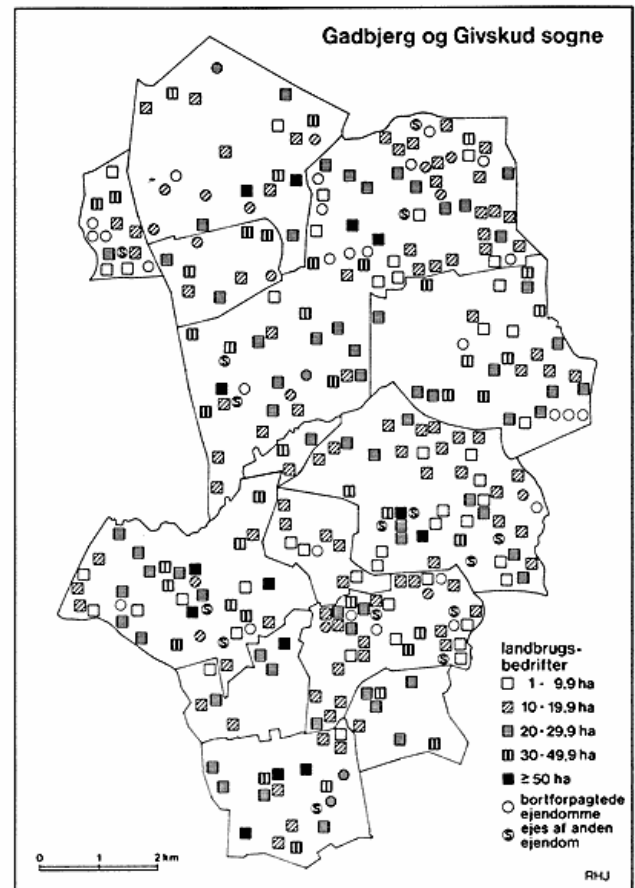 Gadbjerg og Givskud sogne
landbrugs-
bedrifter
1 - 9,9 ha
10 - 19,9 ha
20 - 29,9 ha
30 - 49,9 ha
≥ 50 ha
bortforpagtede
ejendomme
S ejes af anden
ejendom
0 1 2 km
RHJ